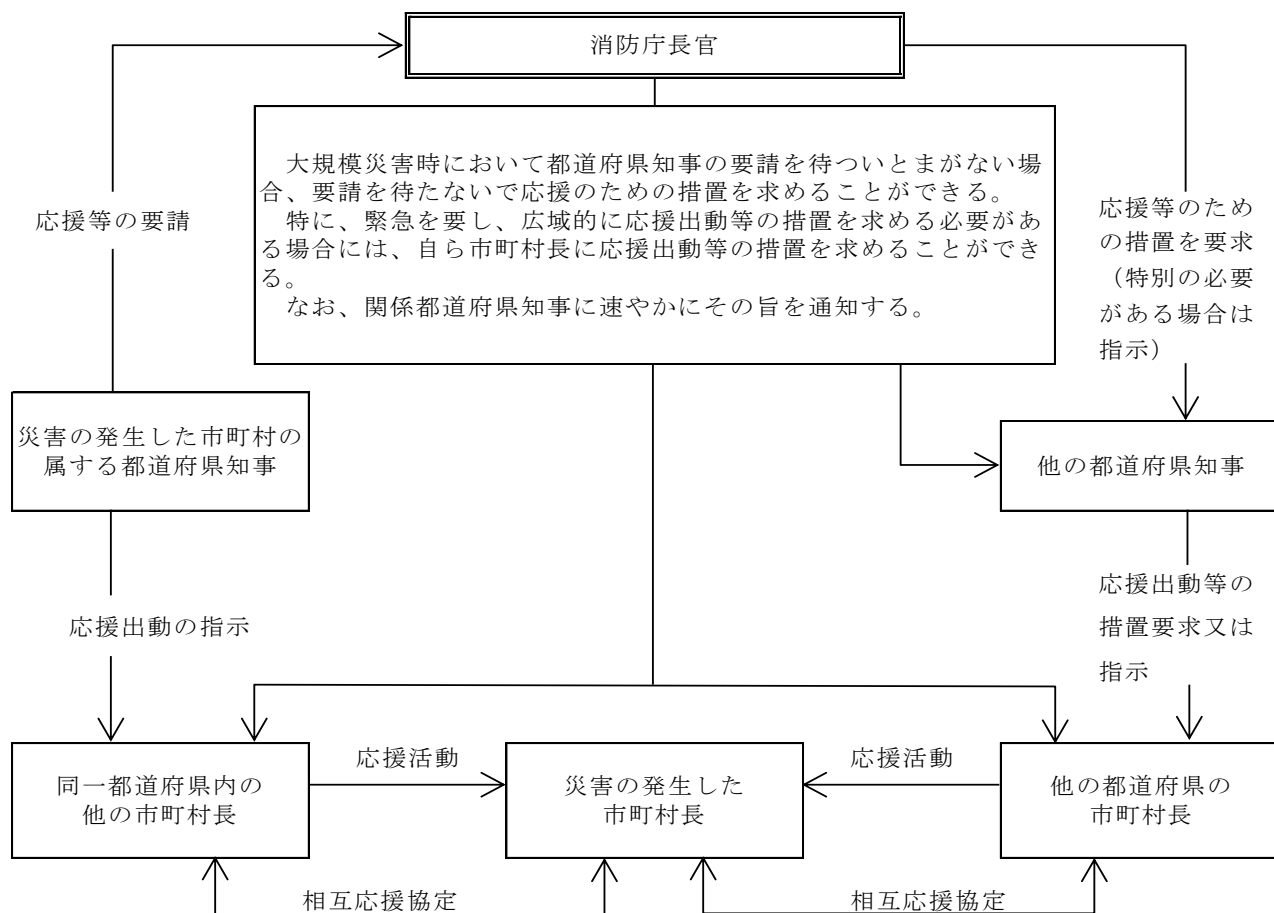 消防庁長官
　大規模災害時において都道府県知事の要請を待ついとまがない場
合、要請を待たないで応援のための措置を求めることができる。
　特に、緊急を要し、広域的に応援出動等の措置を求める必要があ
る場合には、自ら市町村長に応援出動等の措置を求めることができ
る。
　なお、関係都道府県知事に速やかにその旨を通知する。
応援等の要請
応援等のため
の措置を要求
（特別の必要
がある場合は
指示）
災害の発生した市町村の
属する都道府県知事
他の都道府県知事
応援出動の指示
応援出動等の
措置要求又は
指示
同一都道府県内の
他の市町村長
応援活動
災害の発生した
市町村長
応援活動
他の都道府県の
市町村長
相互応援協定
相互応援協定